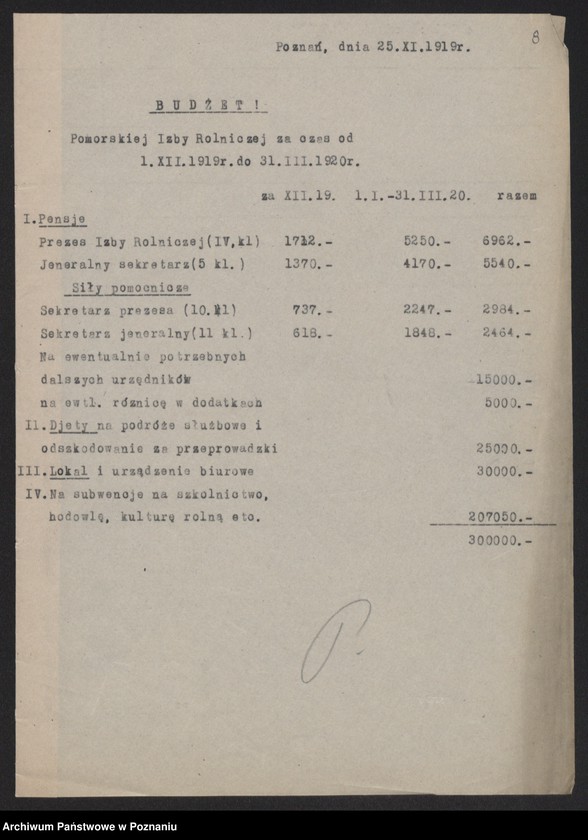 8
Poznań, dnia 25.XI.1919r.
BUDŻET!
Pomorskiej Izby Rolniczej za czas od
1.XII.1919r.do 31.III.1920r.
za XII.19. 1.I.-31.III.20. razem
I.Pensje
Prezes Izby Rolniczej(IV,kl) 1712.- 5250.- 6962.-
Jeneralny sekretarz(5 kl.) 1370.- 4170.- 5540.-
Siły pomocnicze
Sekretarz prezesa (10.kl) 737.- 2247.- 2984.-
Sekretarz jeneralny(11 kl.) 618.- 1848.- 2464.-
Na ewentualnie potrzebnych
dalszych urzędników 15000.-
na ewtl. różnicę w dodatkach 5000.-
II.Djety na podróże służbowe i
odszkodowanie za przeprowadzki 25000.-
III.Lokal i urządzenie biurowe 30000.-
IV.Na subwencje na szkolnictwo,
hodowlę, kulturę rolną etc. 207050.-
300000.-
Archiwum Państwowe w Poznaniu